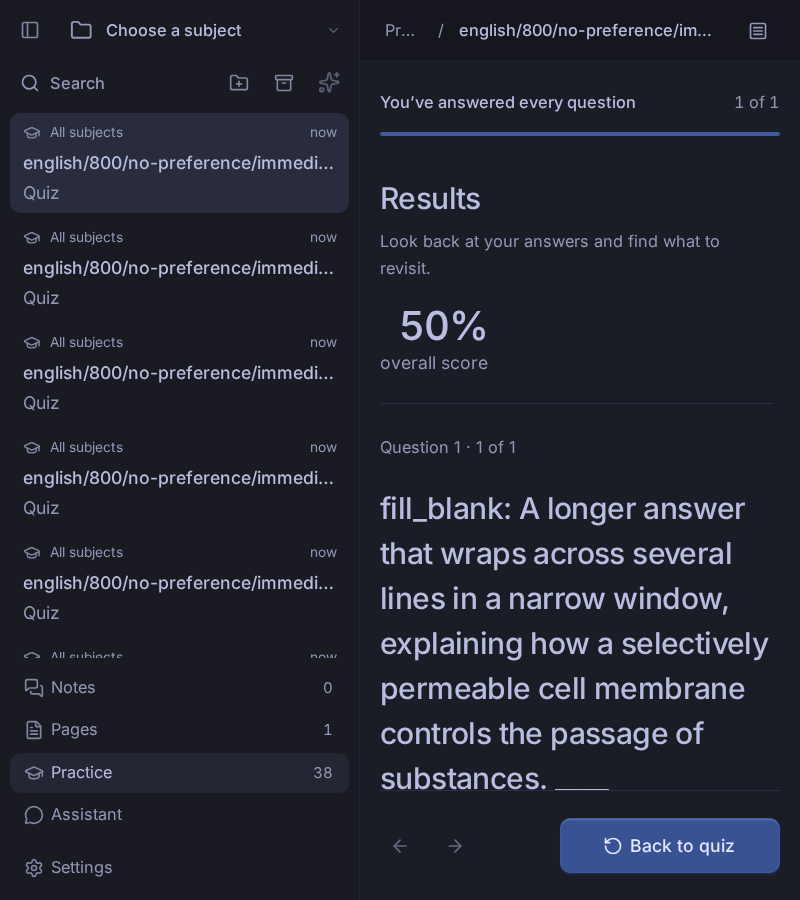 Choose a subject
Search
All subjects now
english/800/no-preference/immedi...
Quiz
All subjects now
english/800/no-preference/immedi...
Quiz
All subjects now
english/800/no-preference/immedi...
Quiz
All subjects now
english/800/no-preference/immedi...
Quiz
All subjects now
english/800/no-preference/immedi...
Quiz
All subjects now
Notes 0
Pages 1
Practice 38
Assistant
Settings
Pr... / english/800/no-preference/im...
You’ve answered every question 1 of 1
Results
Look back at your answers and find what to
revisit.
50%
overall score
Question 1 · 1 of 1
fill_blank: A longer answer
that wraps across several
lines in a narrow window,
explaining how a selectively
permeable cell membrane
controls the passage of
substances. ____
Back to quiz